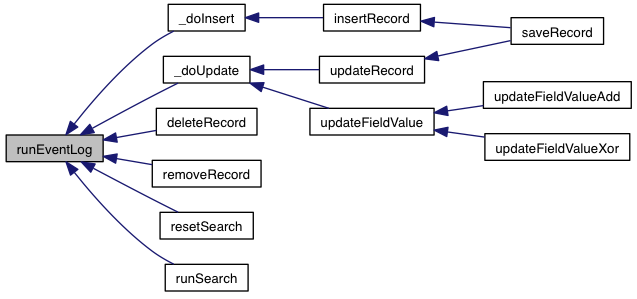 _doInsert
insertRecord
saveRecord
_doUpdate
updateRecord
updateFieldValueAdd
deleteRecord
updateFieldValue
runEventLog
updateFieldValueXor
removeRecord
resetSearch
runSearch